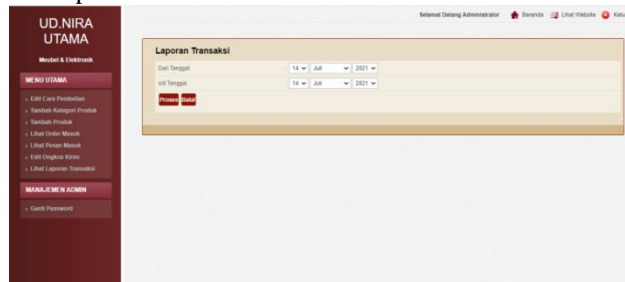 UD.NIRA
UTAMA
Meubel & Elektronik
MENU UTAMA
Edit Cara Pembelian
Tambah Kategori Produk
Tambah Produk
Lihat Order Masuk
Lihat Pesan Masuk
Edit Ongkos Kirim
Lihat Laporan Transaksi
MANAJEMEN ADMIN
Ganti Password
Selamat Datang Administrator Beranda Lihat Website
Laporan Transaksi
Dari Tanggal 14 Juli 2021
s/d Tanggal 14 Juli 2021
Proses Batal